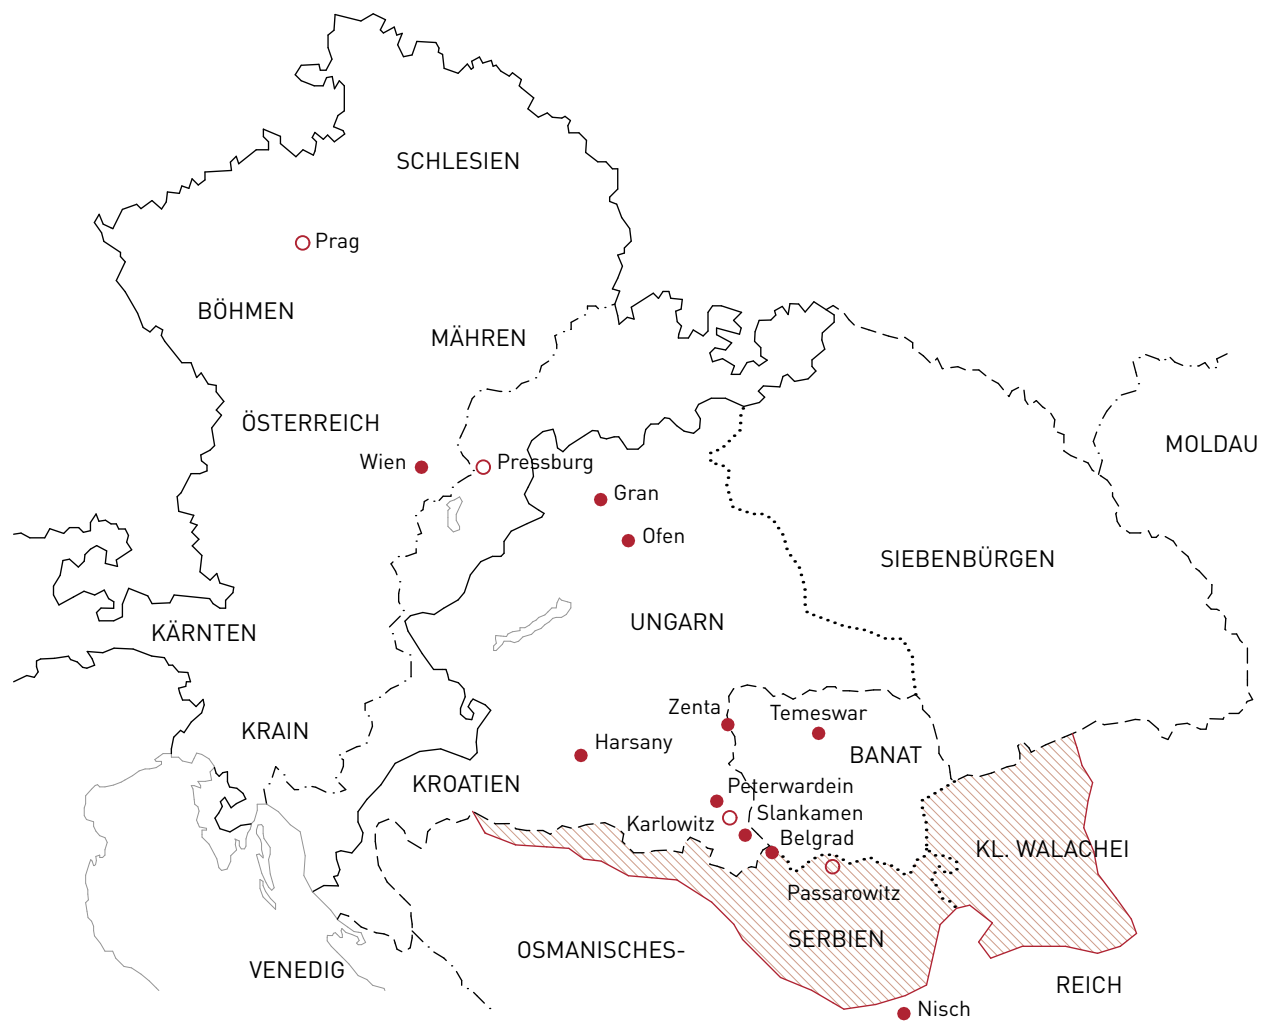 SCHLESIEN
Prag
BÖHMEN
MÄHREN
ÖSTERREICH
MOLDAU
Wien
Pressburg
Gran
Ofen
SIEBENBÜRGEN
UNGARN
KÄRNTEN
Zenta
Temeswar
KRAIN
Harsany
BANAT
KROATIEN
Peterwardein
Slankamen
Karlowitz
Belgrad
KL. WALACHEI
Passarowitz
SERBIEN
OSMANISCHES-
VENEDIG
REICH
Nisch